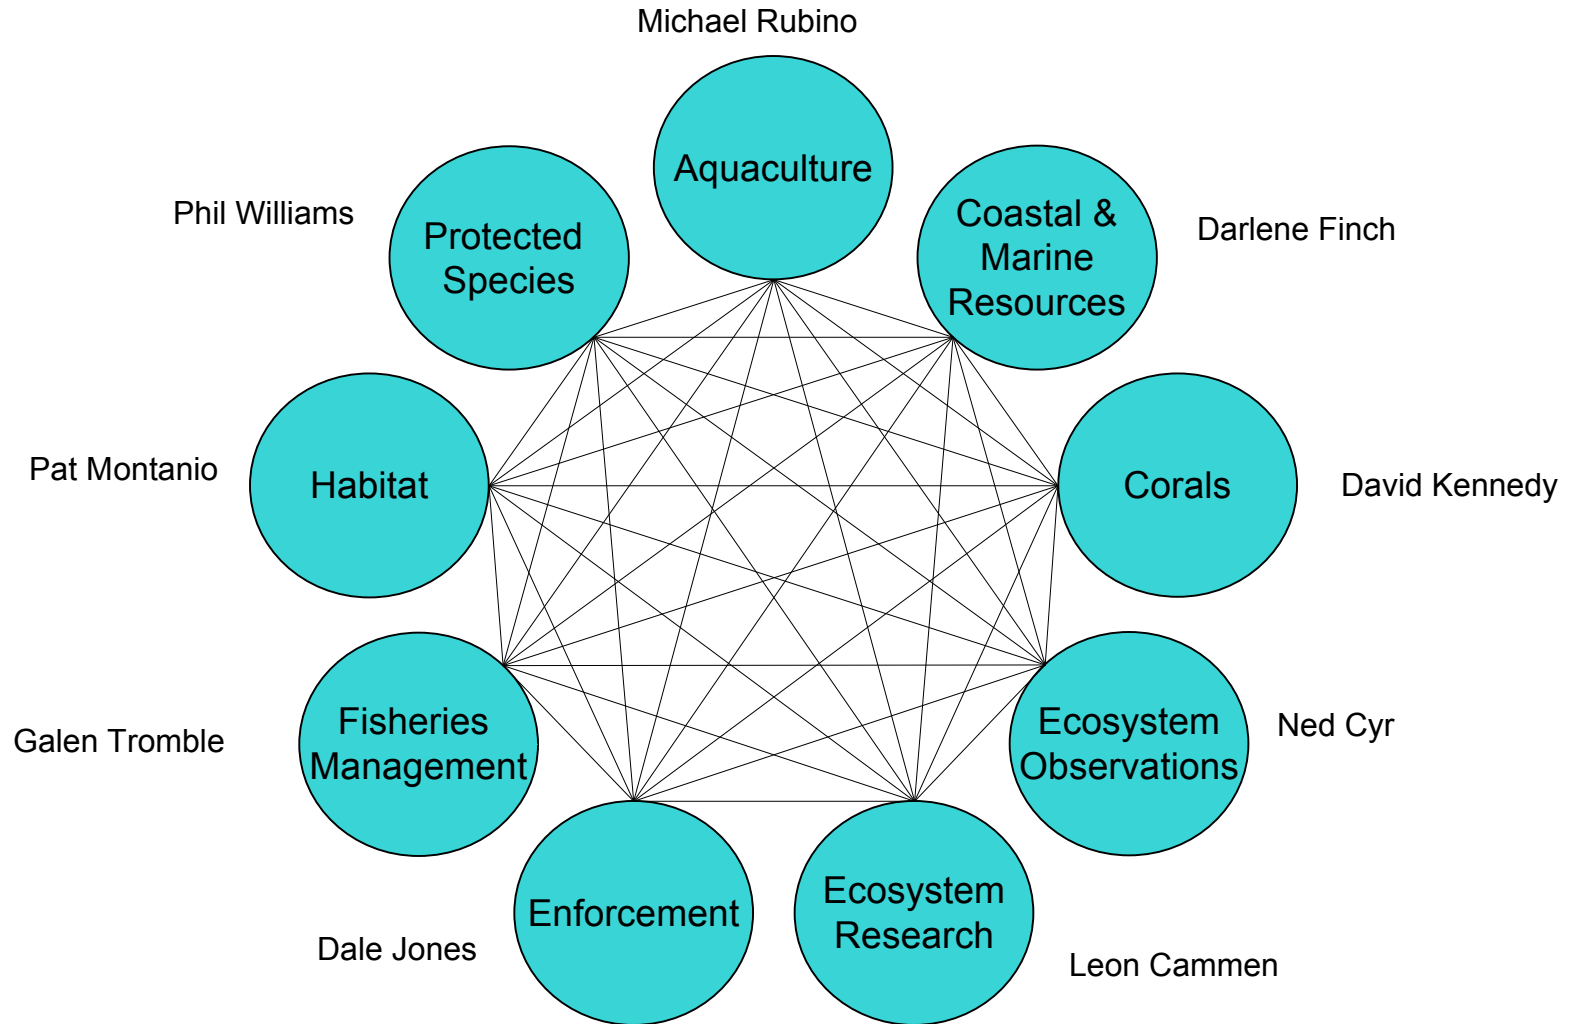 Michael Rubino
Aquaculture
Phil Williams
Protected
Species
Coastal &
Marine
Resources
Darlene Finch
Pat Montanio
Habitat
Corals
David Kennedy
Galen Tromble
Fisheries
Management
Ecosystem
Observations
Ned Cyr
Dale Jones
Enforcement
Ecosystem
Research
Leon Cammen